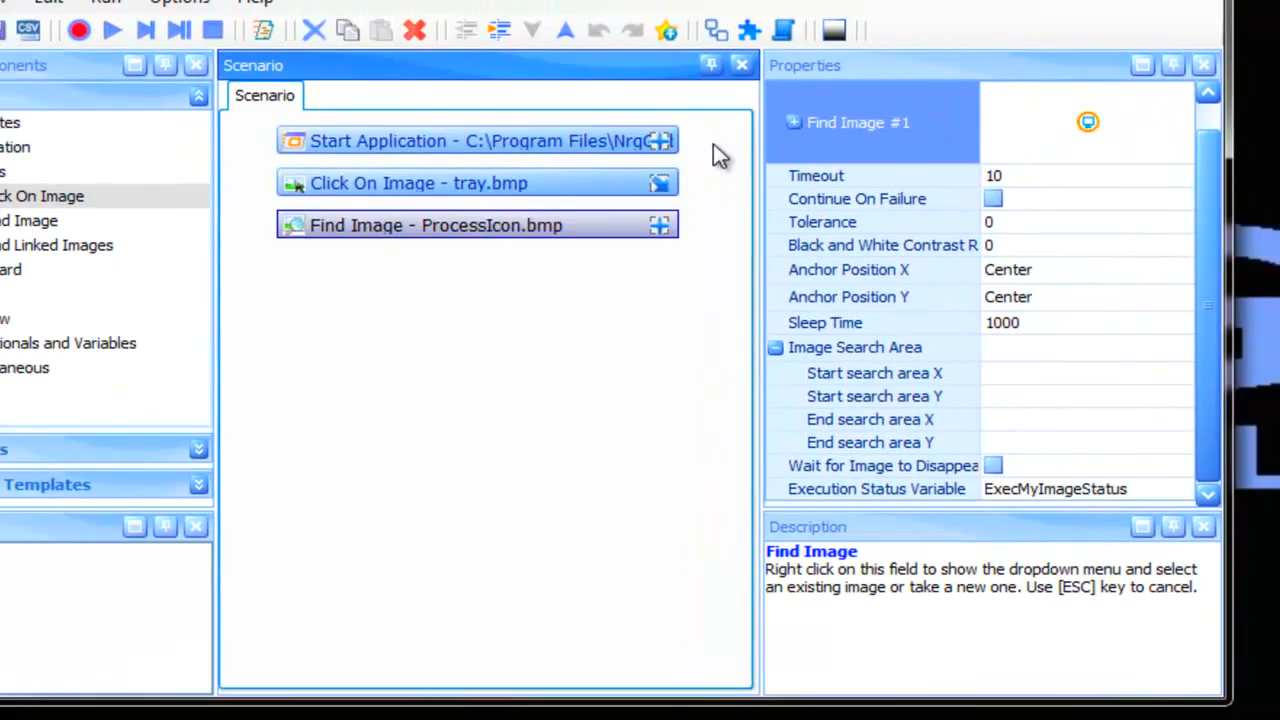 Edit Run Options Help
CSV
onents
tes
ation
s
ck On Image
d Image
d Linked Images
ard
w
ionals and Variables
aneous
s
Templates
Scenario
Scenario
Start Application - C:\Program Files\Nrq
Click On Image - tray.bmp
Find Image - ProcessIcon.bmp
Properties
Find Image #1
Timeout 10
Continue On Failure
Tolerance 0
Black and White Contrast R 0
Anchor Position X Center
Anchor Position Y Center
Sleep Time 1000
Image Search Area
Start search area X
Start search area Y
End search area X
End search area Y
Wait for Image to Disappea
Execution Status Variable ExecMyImageStatus
Description
Find Image
Right click on this field to show the dropdown menu and select
an existing image or take a new one. Use [ESC] key to cancel.